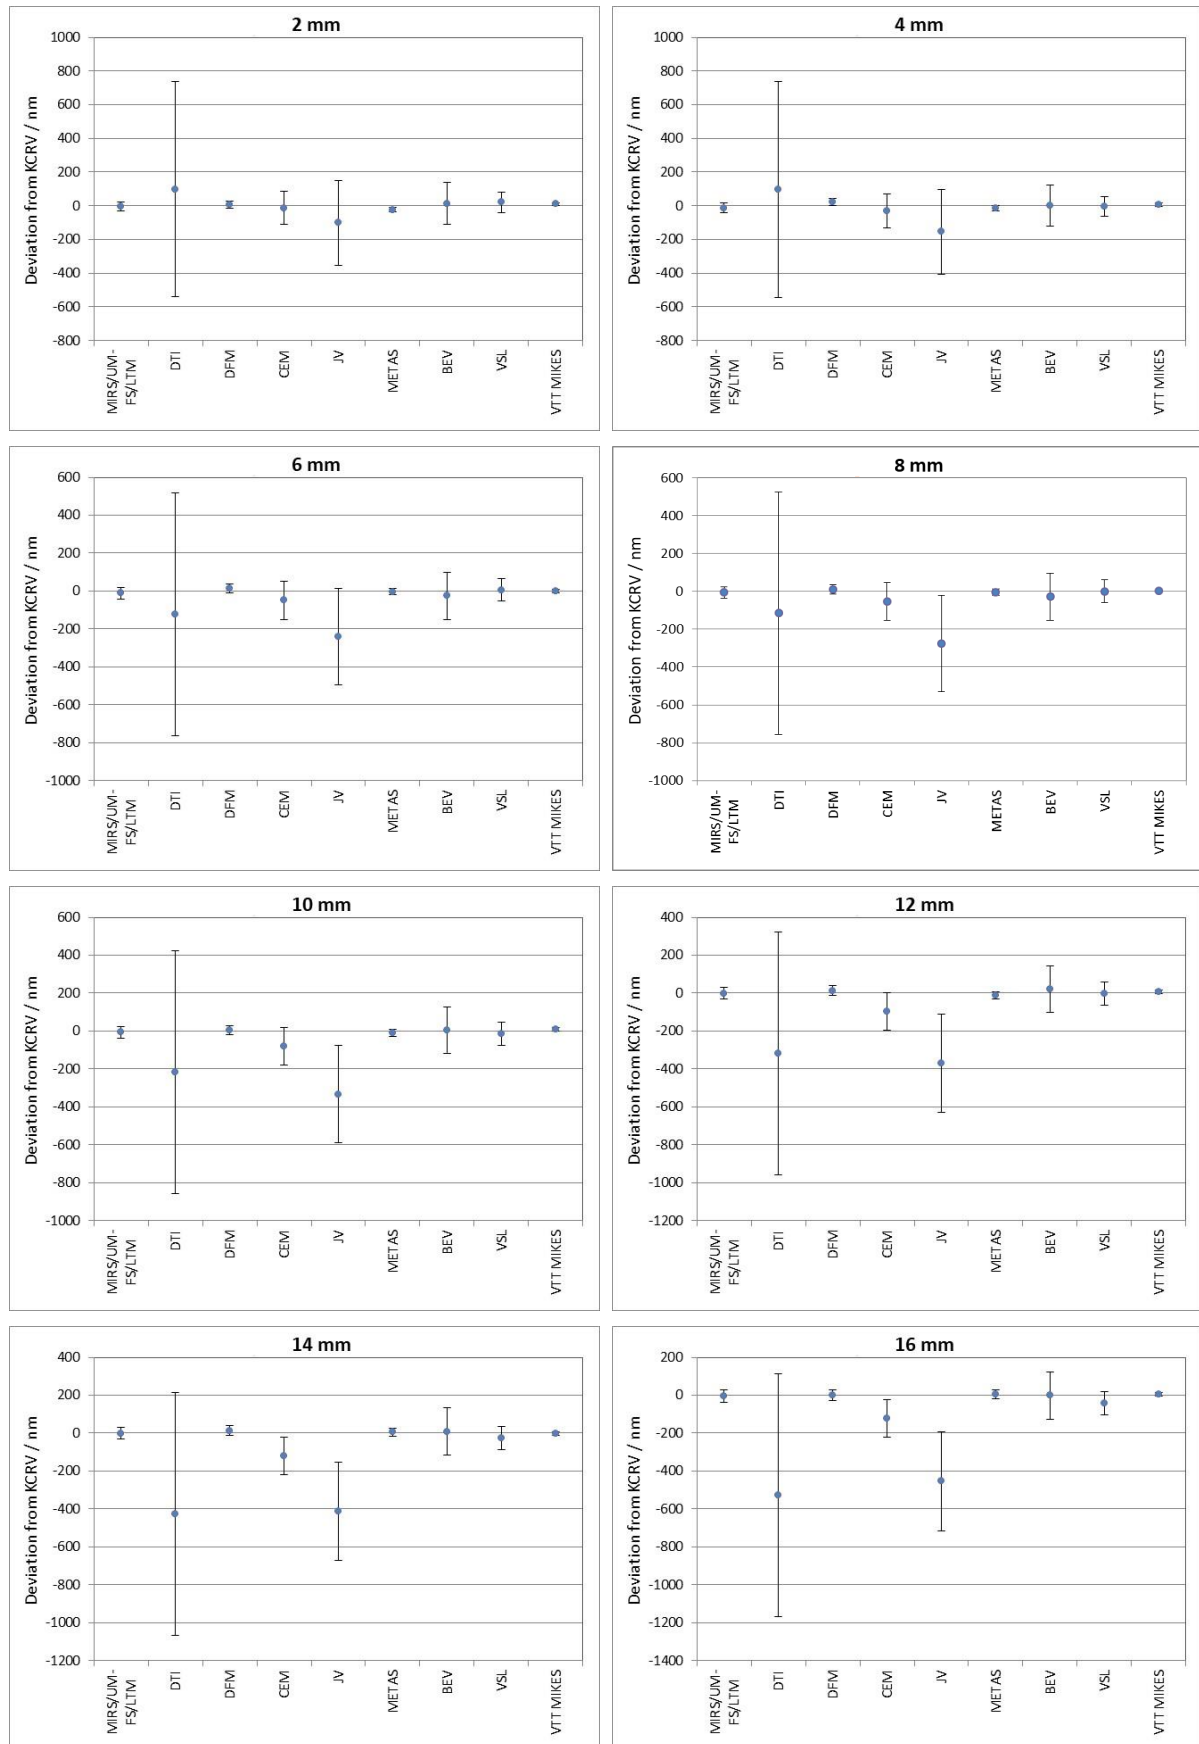 2 mm
Deviation from KCRV / nm
1000
800
600
400
200
0
-200
-400
-600
-800
MIRS/UM-
FS/LTM
DTI
DFM
CEM
JV
METAS
BEV
VSL
VTT MIKES
4 mm
Deviation from KCRV / nm
1000
800
600
400
200
0
-200
-400
-600
-800
MIRS/UM-
FS/LTM
DTI
DFM
CEM
JV
METAS
BEV
VSL
VTT MIKES
6 mm
Deviation from KCRV / nm
600
400
200
0
-200
-400
-600
-800
-1000
MIRS/UM-
FS/LTM
DTI
DFM
CEM
JV
METAS
BEV
VSL
VTT MIKES
8 mm
Deviation from KCRV / nm
600
400
200
0
-200
-400
-600
-800
-1000
MIRS/UM-
FS/LTM
DTI
DFM
CEM
JV
METAS
BEV
VSL
VTT MIKES
10 mm
Deviation from KCRV / nm
600
400
200
0
-200
-400
-600
-800
-1000
MIRS/UM-
FS/LTM
DTI
DFM
CEM
JV
METAS
BEV
VSL
VTT MIKES
12 mm
Deviation from KCRV / nm
400
200
0
-200
-400
-600
-800
-1000
-1200
MIRS/UM-
FS/LTM
DTI
DFM
CEM
JV
METAS
BEV
VSL
VTT MIKES
14 mm
Deviation from KCRV / nm
400
200
0
-200
-400
-600
-800
-1000
-1200
MIRS/UM-
FS/LTM
DTI
DFM
CEM
JV
METAS
BEV
VSL
VTT MIKES
16 mm
Deviation from KCRV / nm
200
0
-200
-400
-600
-800
-1000
-1200
-1400
MIRS/UM-
FS/LTM
DTI
DFM
CEM
JV
METAS
BEV
VSL
VTT MIKES